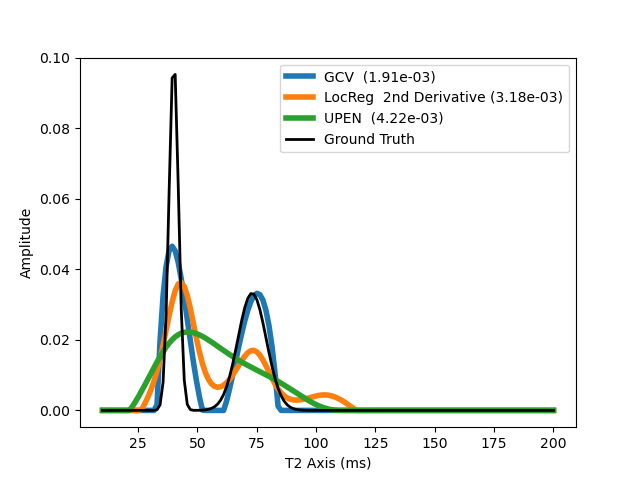 GCV (1.91e-03)
LocReg 2nd Derivative (3.18e-03)
UPEN (4.22e-03)
Ground Truth
0.10
0.08
0.06
0.04
0.02
0.00
Amplitude
25 50 75 100 125 150 175 200
T2 Axis (ms)